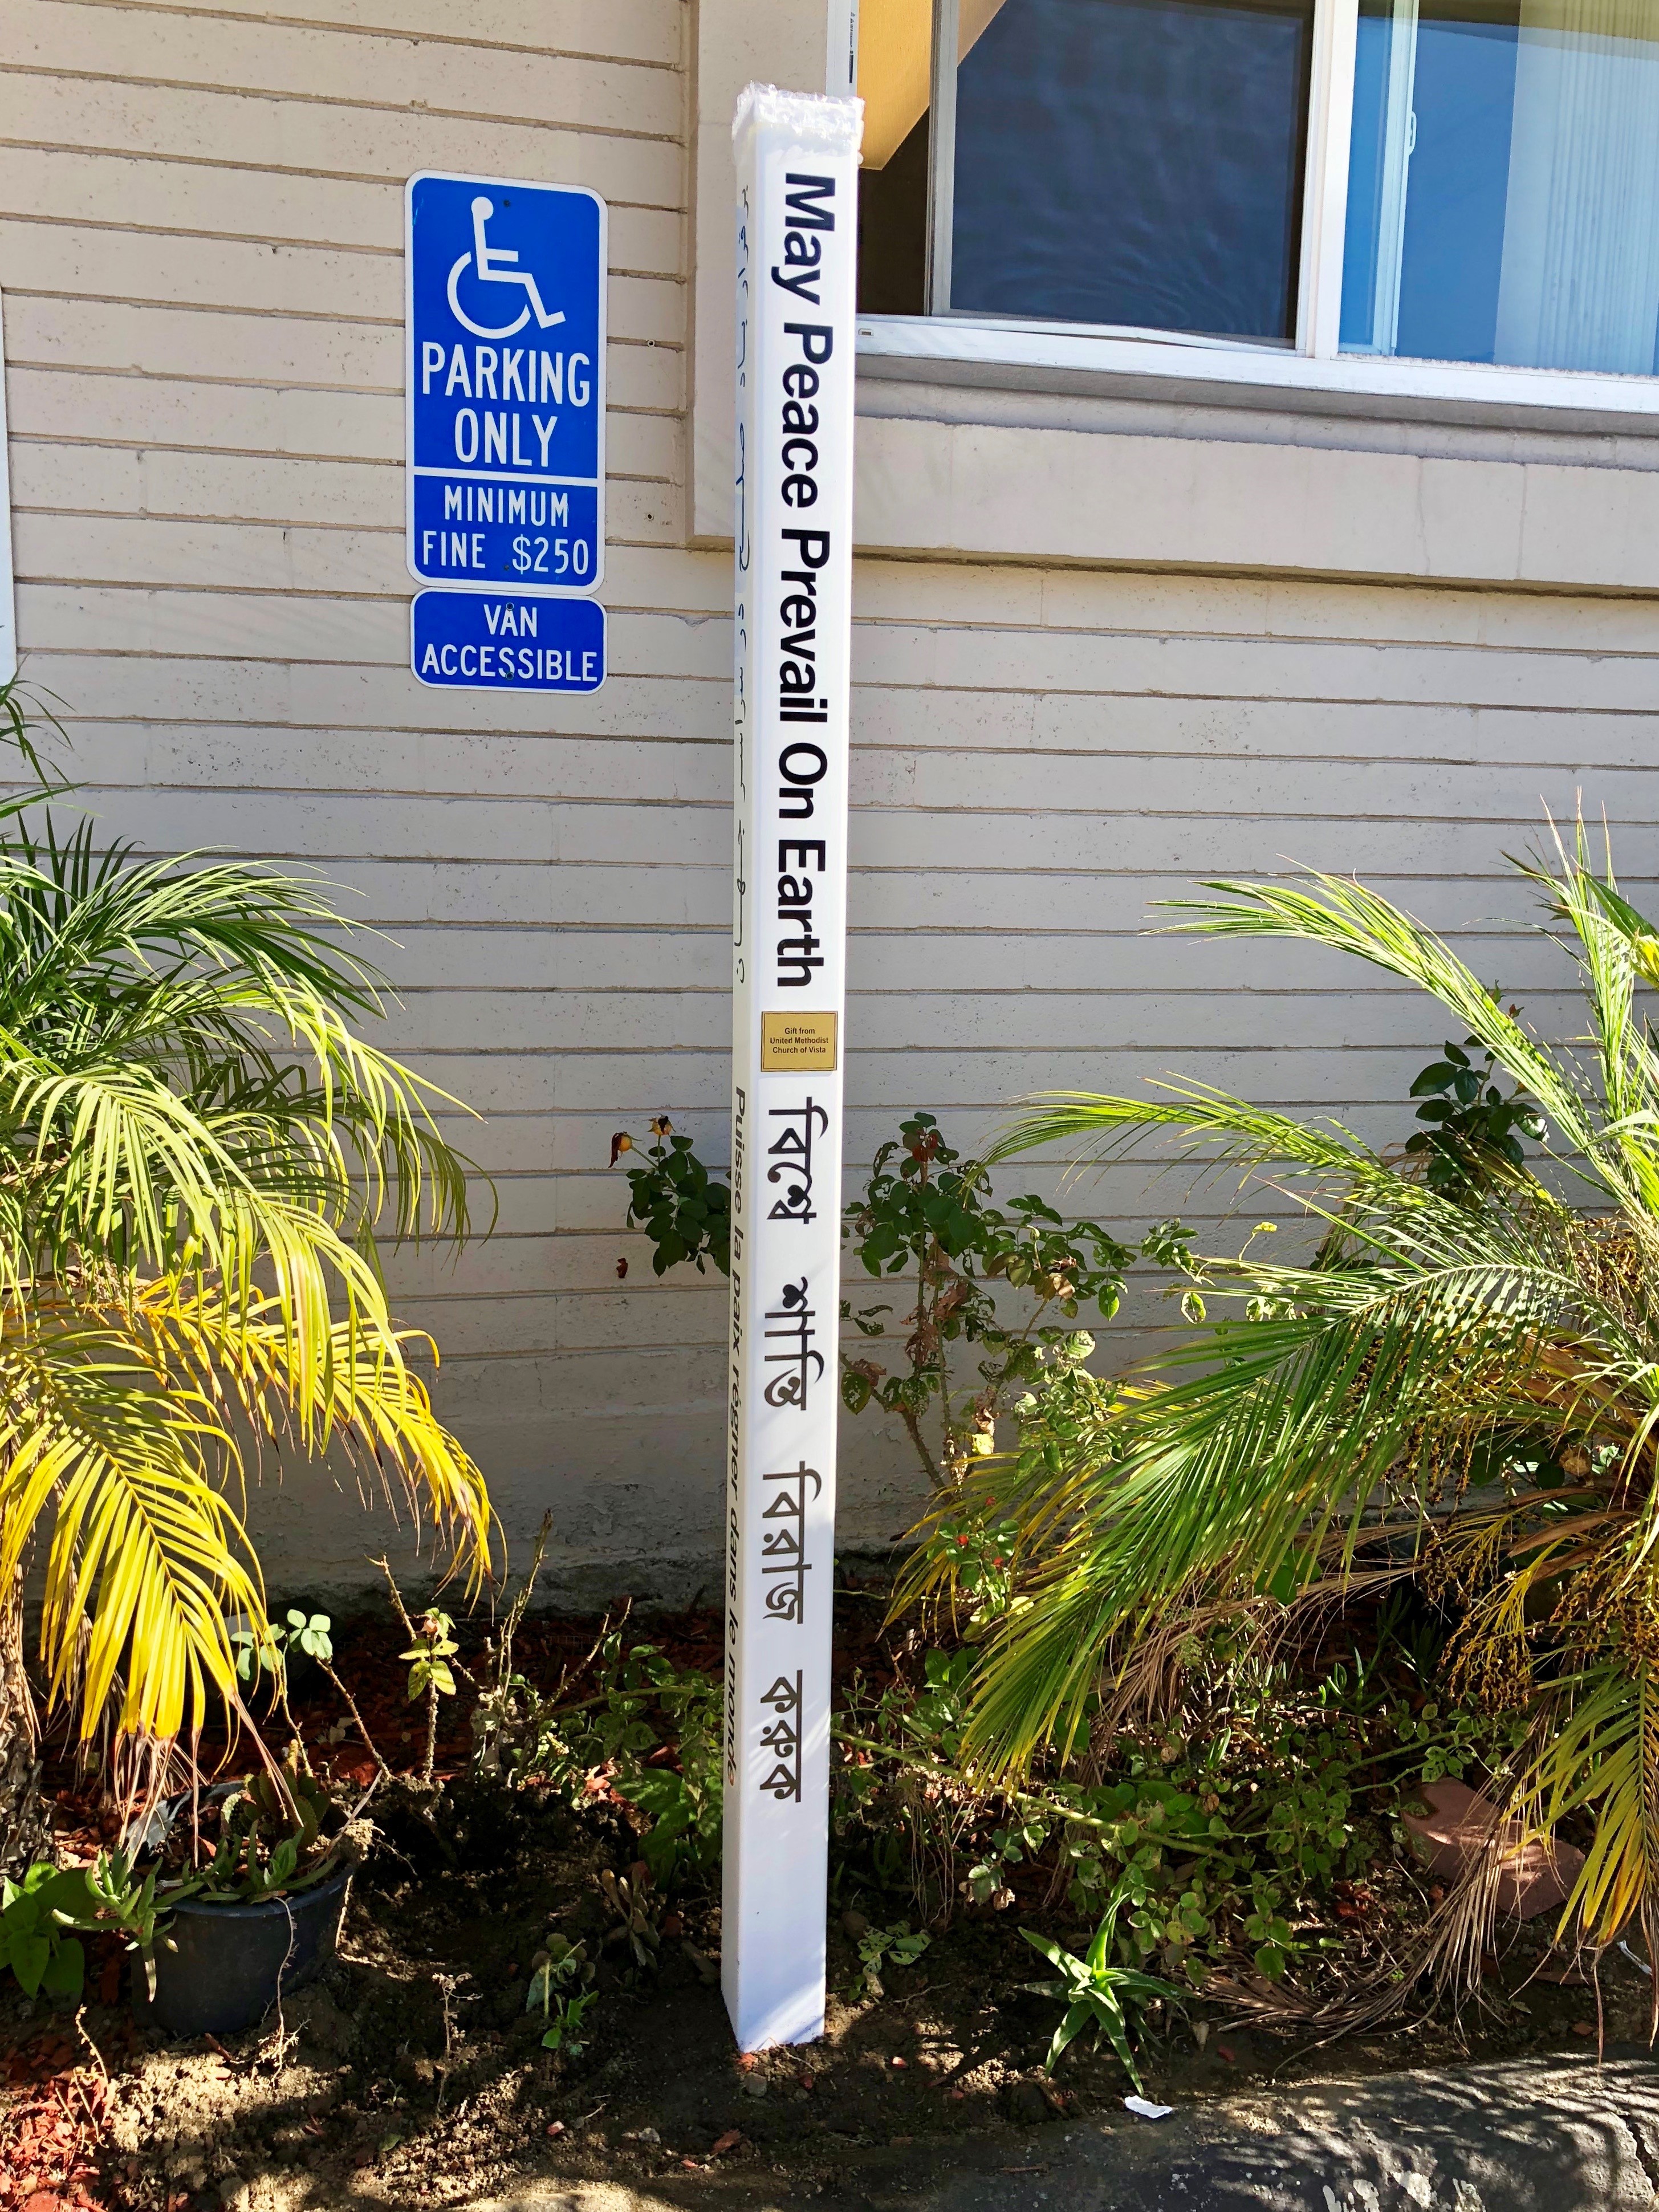 PARKING
ONLY
MINIMUM
FINE $250
VAN
ACCESSIBLE
May Peace Prevail On Earth
Gift from
United Methodist
Church of Vista
বিশ্বে শান্তি বিরাজ করুক
Puisse la paix régner dans le monde